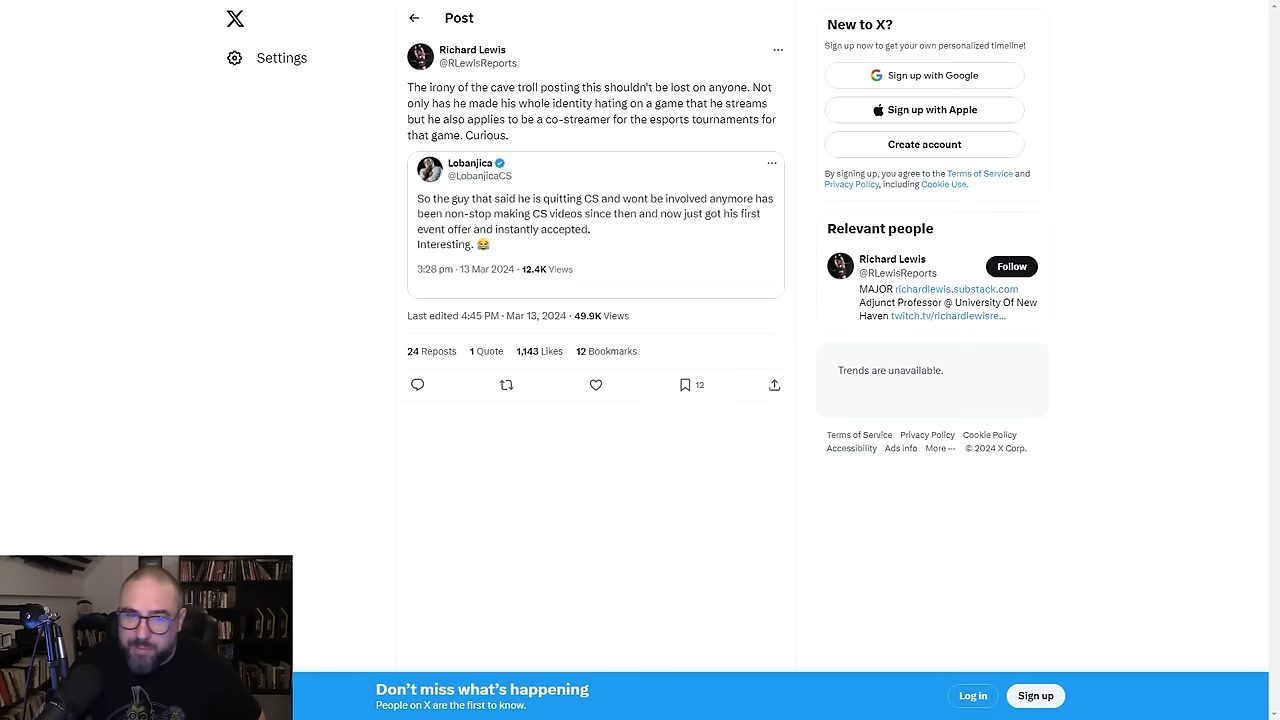 Settings
Post
Richard Lewis
@RLewisReports
The irony of the cave troll posting this shouldn't be lost on anyone. Not
only has he made his whole identity hating on a game that he streams
but he also applies to be a co-streamer for the esports tournaments for
that game. Curious.
Lobanjica
@LobanjicaCS
So the guy that said he is quitting CS and wont be involved anymore has
been non-stop making CS videos since then and now just got his first
event offer and instantly accepted.
Interesting. 😂
3:28 pm · 13 Mar 2024 · 12.4K Views
Last edited 4:45 PM · Mar 13, 2024 · 49.9K Views
24 Reposts 1 Quote 1,143 Likes 12 Bookmarks
12
New to X?
Sign up now to get your own personalized timeline!
Sign up with Google
Sign up with Apple
Create account
By signing up, you agree to the Terms of Service and
Privacy Policy, including Cookie Use.
Relevant people
Richard Lewis
@RLewisReports
Follow
MAJOR richardlewis.substack.com
Adjunct Professor @ University Of New
Haven twitch.tv/richardlewisre...
Trends are unavailable.
Terms of Service Privacy Policy Cookie Policy
Accessibility Ads info More ··· © 2024 X Corp.
Don’t miss what’s happening
People on X are the first to know.
Log in
Sign up